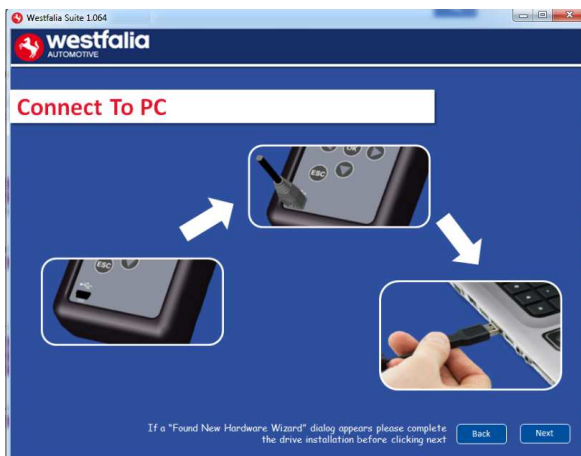 Westfalia Suite 1.064
westfalia
AUTOMOTIVE
Connect To PC
OK
ESC
ESC
If a "Found New Hardware Wizard" dialog appears please complete
the drive installation before clicking next
Back
Next